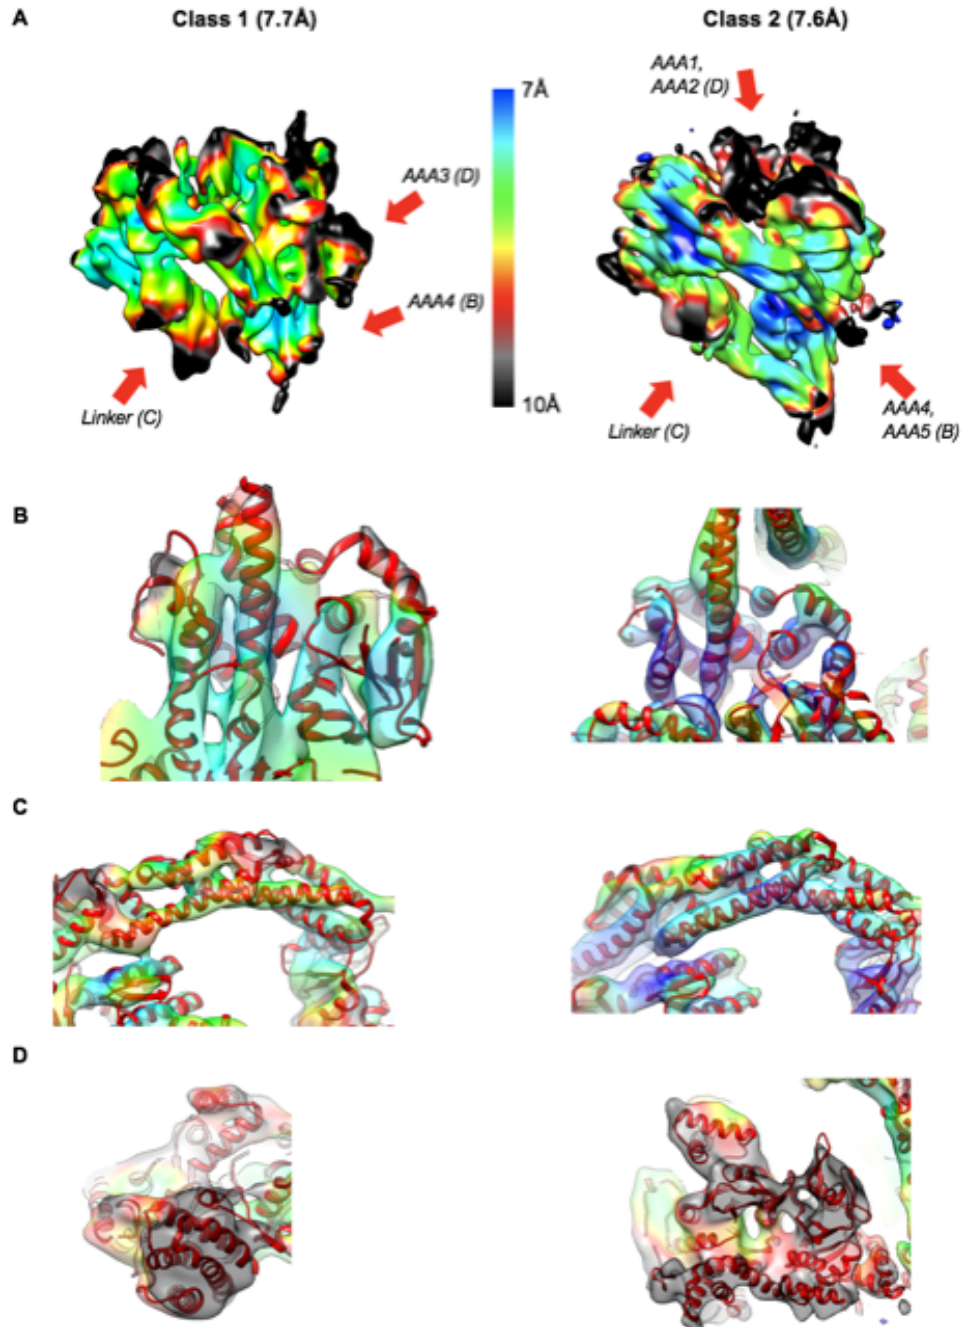 A
Class 1 (7.7Å)
Class 2 (7.6Å)
7Å
10Å
AAA3 (D)
AAA4 (B)
Linker (C)
AAA1,
AAA2 (D)
Linker (C)
AAA4,
AAA5 (B)
B
C
D